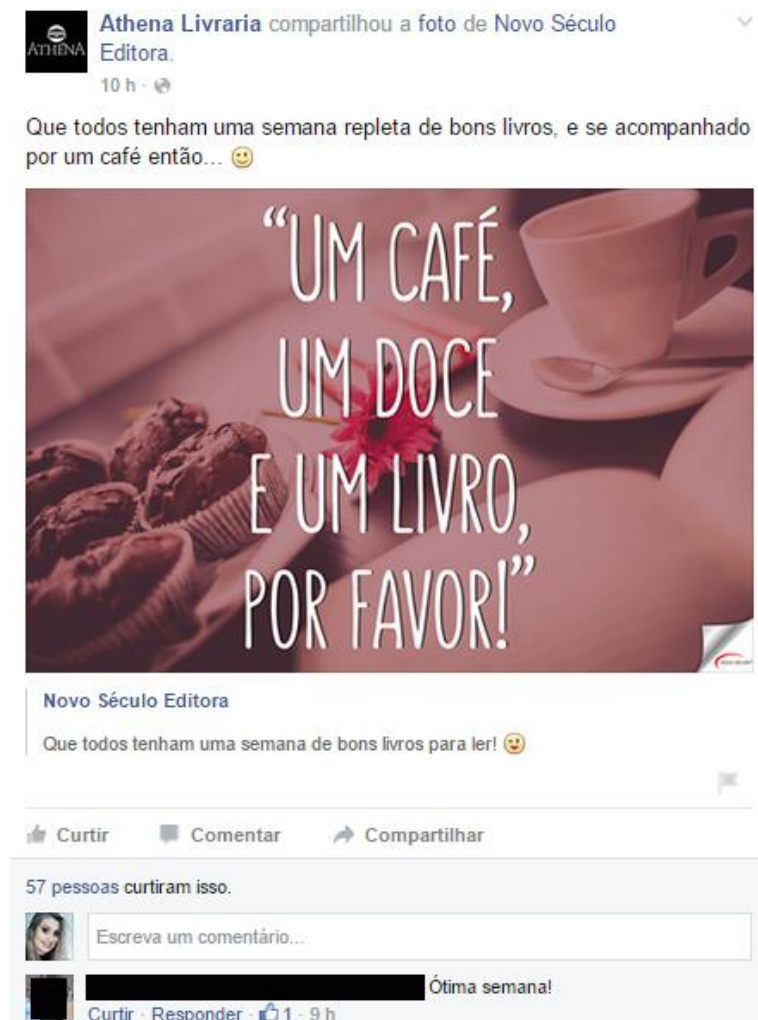 ATHENA
Athena Livraria compartilhou a foto de Novo Século
Editora.
10 h ·
Que todos tenham uma semana repleta de bons livros, e se acompanhado
por um café então...
“UM CAFÉ,
UM DOCE
E UM LIVRO,
POR FAVOR!”
Novo Século Editora
Que todos tenham uma semana de bons livros para ler!
Curtir Comentar Compartilhar
57 pessoas curtiram isso.
Escreva um comentário...
Ótima semana!
Curtir · Responder · 1 · 9 h